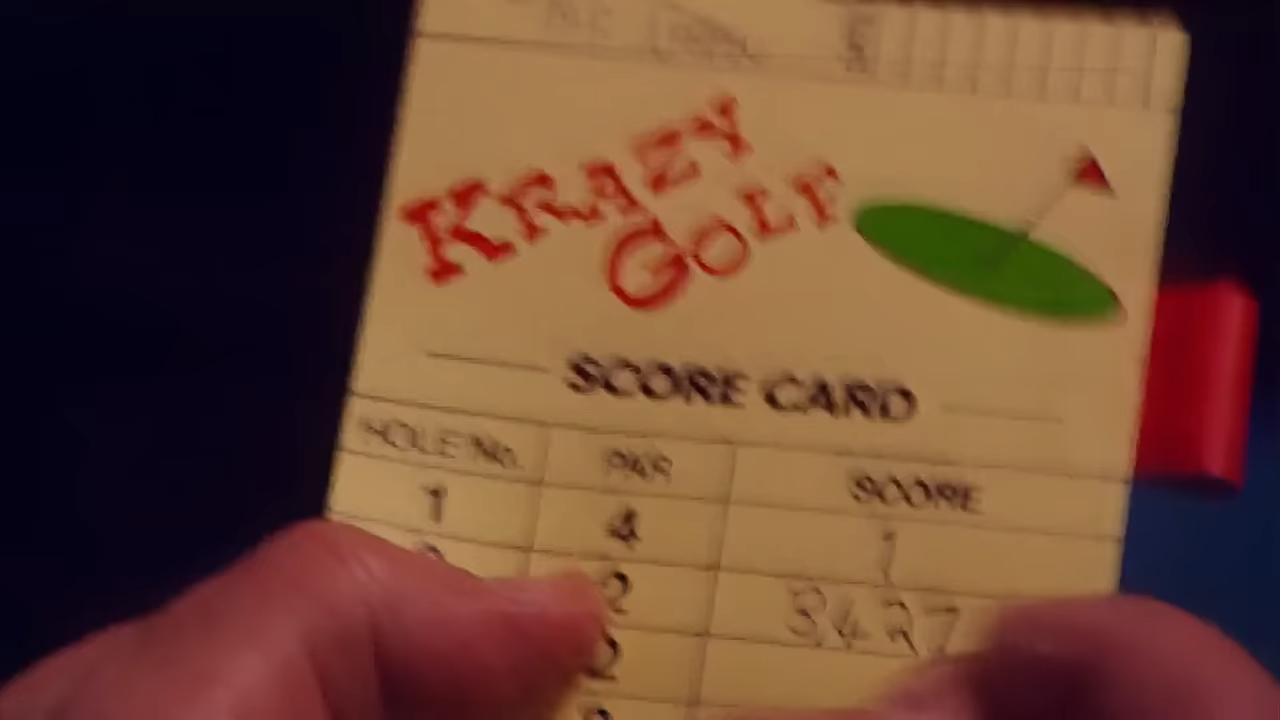 KRAZY
GOLF
SCORE CARD
HOLE No. PAR SCORE
1 4 1
2 3427
2